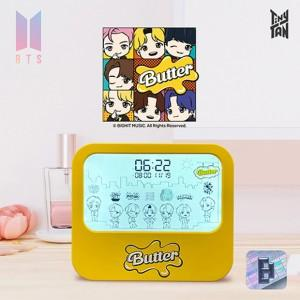 BTS
TinyTAN
Butter
© BIGHIT MUSIC. All Rights Reserved.
06:22
Butter
Butter